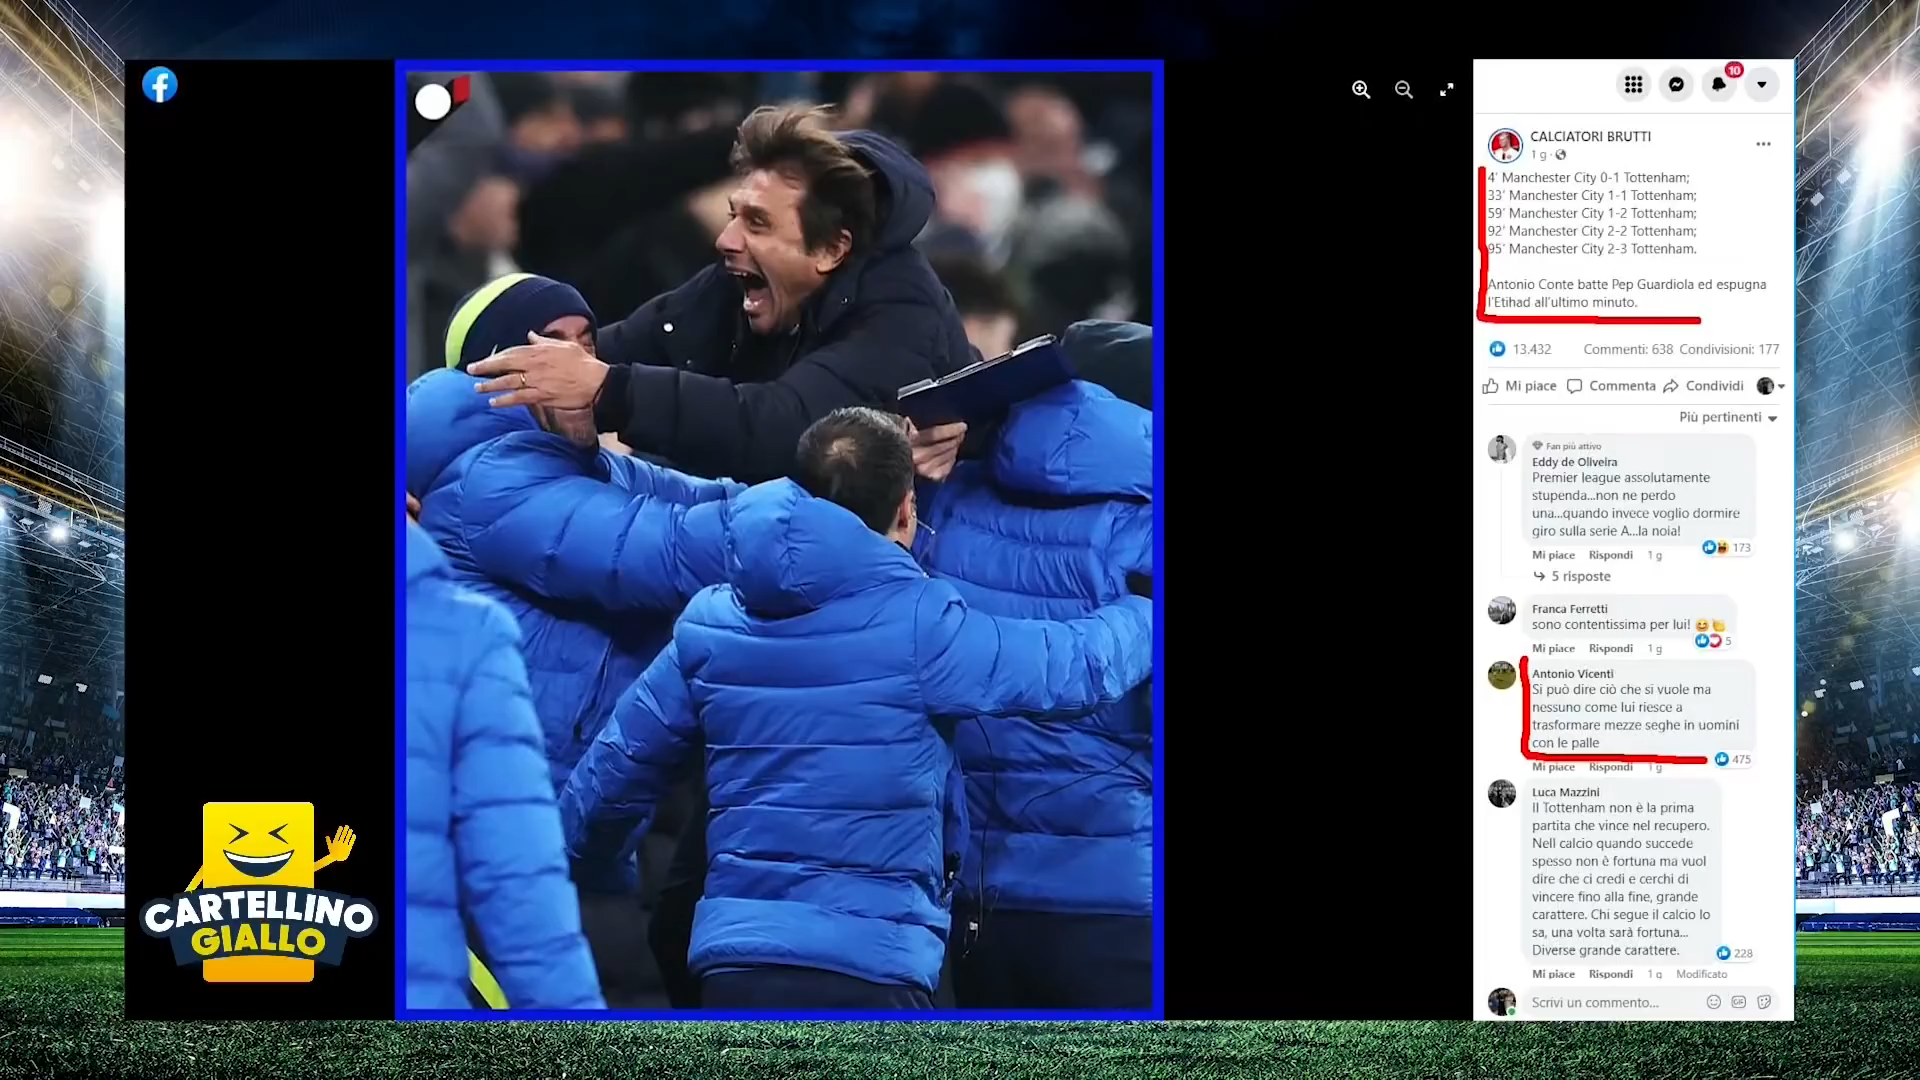 10
CALCIATORI BRUTTI
1 g ·
4' Manchester City 0-1 Tottenham;
33' Manchester City 1-1 Tottenham;
59' Manchester City 1-2 Tottenham;
92' Manchester City 2-2 Tottenham;
95' Manchester City 2-3 Tottenham.
Antonio Conte batte Pep Guardiola ed espugna
l'Etihad all'ultimo minuto.
13.432 Commenti: 638 Condivisioni: 177
Mi piace Commenta Condividi
Più pertinenti
Fan più attivo
Eddy de Oliveira
Premier league assolutamente
stupenda...non ne perdo
una...quando invece voglio dormire
giro sulla serie A...la noia!
173
Mi piace Rispondi 1 g
5 risposte
Franca Ferretti
sono contentissima per lui!
5
Mi piace Rispondi 1 g
Antonio Vicenti
Si può dire ciò che si vuole ma
nessuno come lui riesce a
trasformare mezze seghe in uomini
con le palle
475
Mi piace Rispondi 1 g
Luca Mazzini
Il Tottenham non è la prima
partita che vince nel recupero.
Nell calcio quando succede
spesso non è fortuna ma vuol
dire che ci credi e cerchi di
vincere fino alla fine, grande
carattere. Chi segue il calcio lo
sa, una volta sarà fortuna...
Diverse grande carattere.
228
Mi piace Rispondi 1 g Modificato
Scrivi un commento...
GIF
CARTELLINO
GIALLO